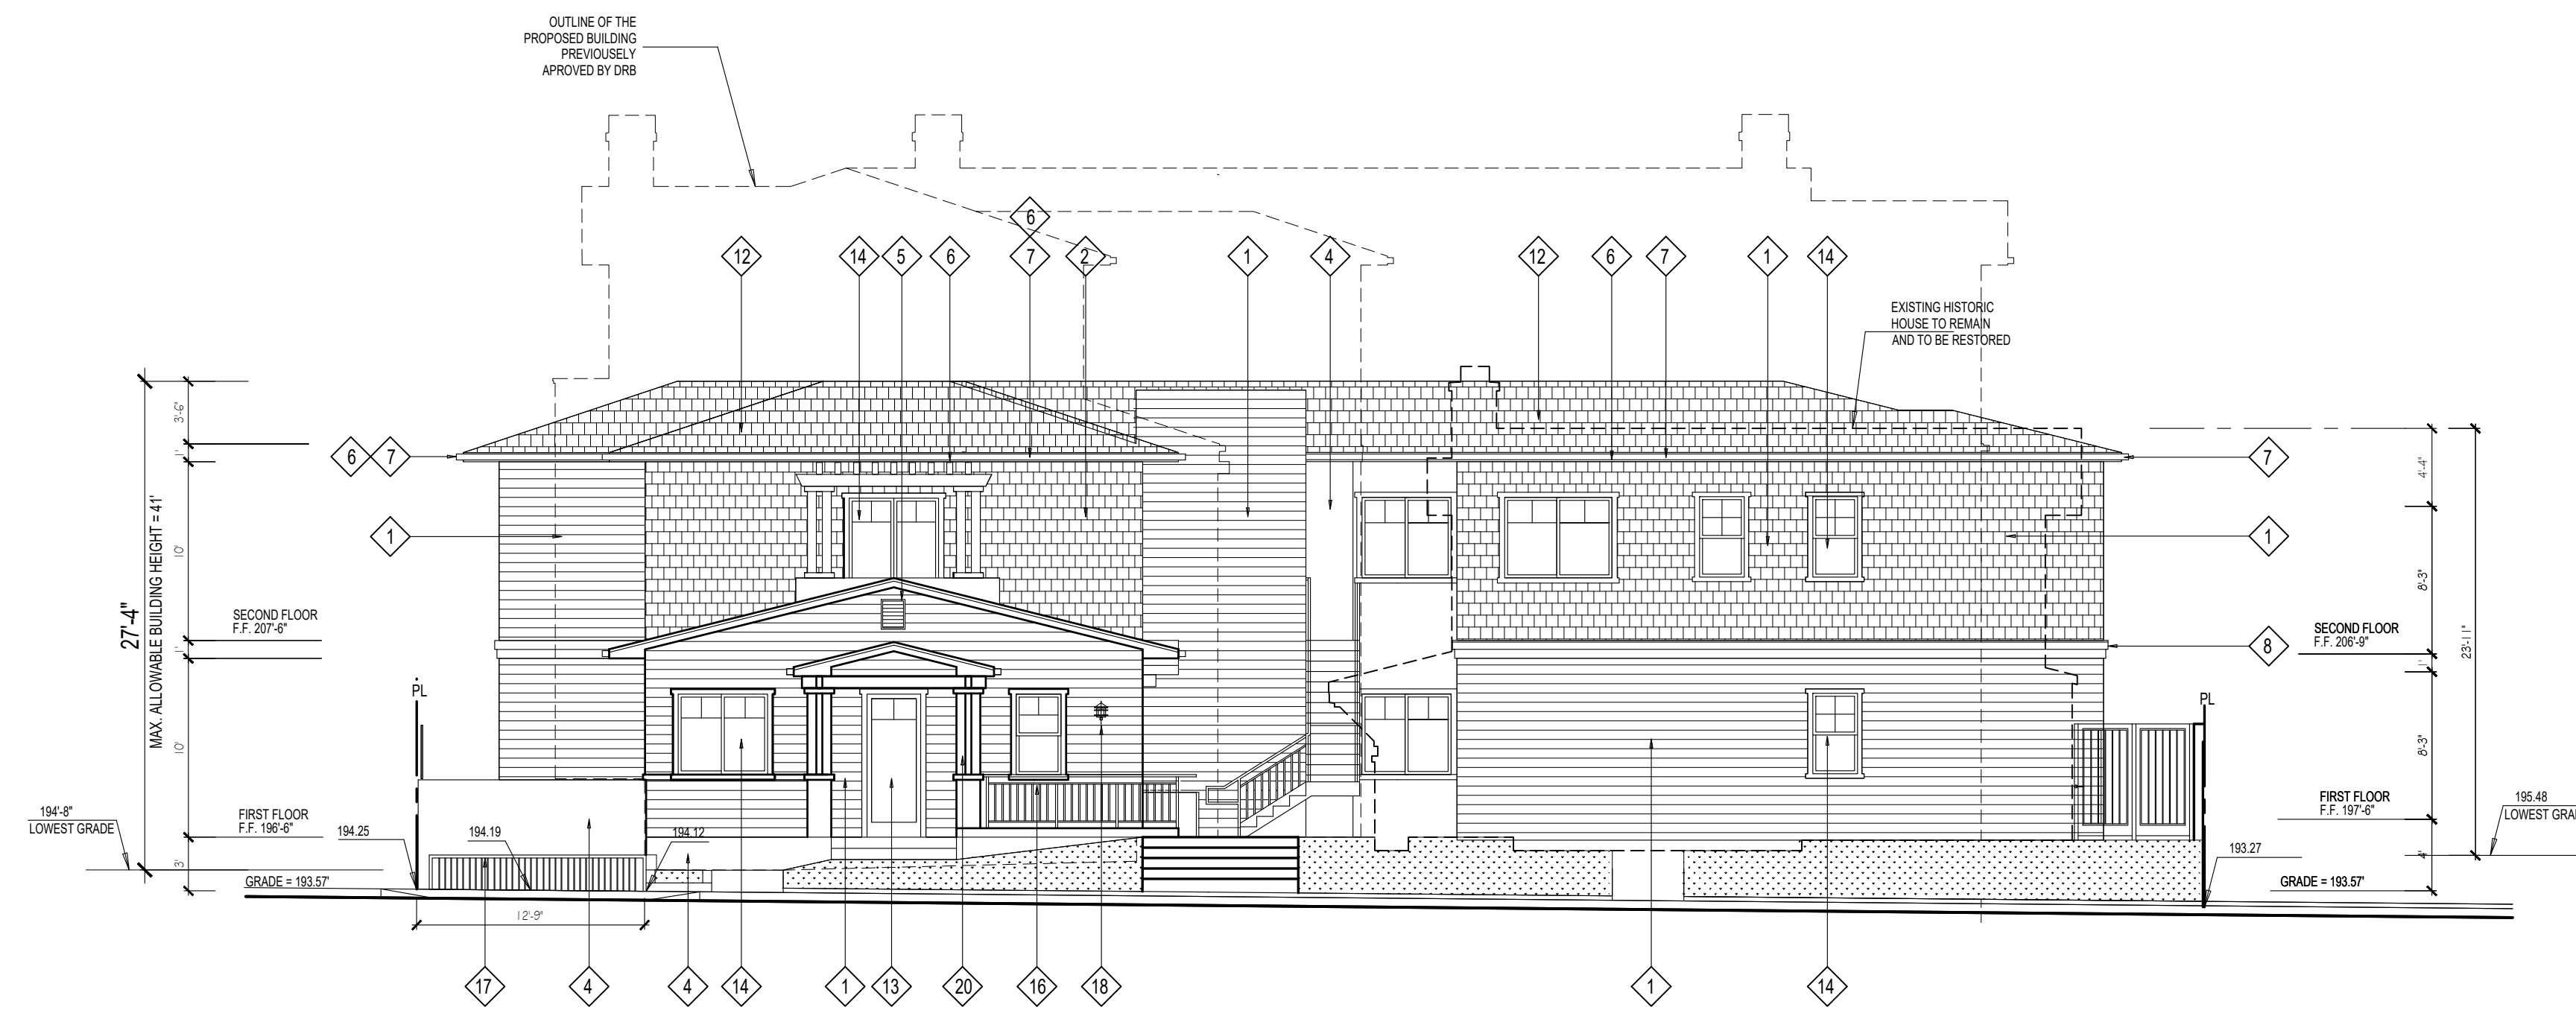 OUTLINE OF THE
PROPOSED BUILDING
PREVIOUSELY
APROVED BY DRB
6
12
14
5
6
7
2
1
4
12
6
7
1
14
EXISTING HISTORIC
HOUSE TO REMAIN
AND TO BE RESTORED
27'-4"
MAX. ALLOWABLE BUILDING HEIGHT = 41'
3'-6"
1'
10'
1'
10'
3'
6
7
1
SECOND FLOOR
F.F. 207'-6"
PL
FIRST FLOOR
F.F. 196'-6"
194'-8"
LOWEST GRADE
194.25
194.19
194.12
GRADE = 193.57'
12'-9"
7
1
8
4'-4"
8'-3"
1'
8'-3"
4'
23'-11"
SECOND FLOOR
F.F. 206'-9"
PL
FIRST FLOOR
F.F. 197'-6"
195.48
LOWEST GRA
193.27
GRADE = 193.57'
17
4
4
14
1
13
20
16
18
1
14